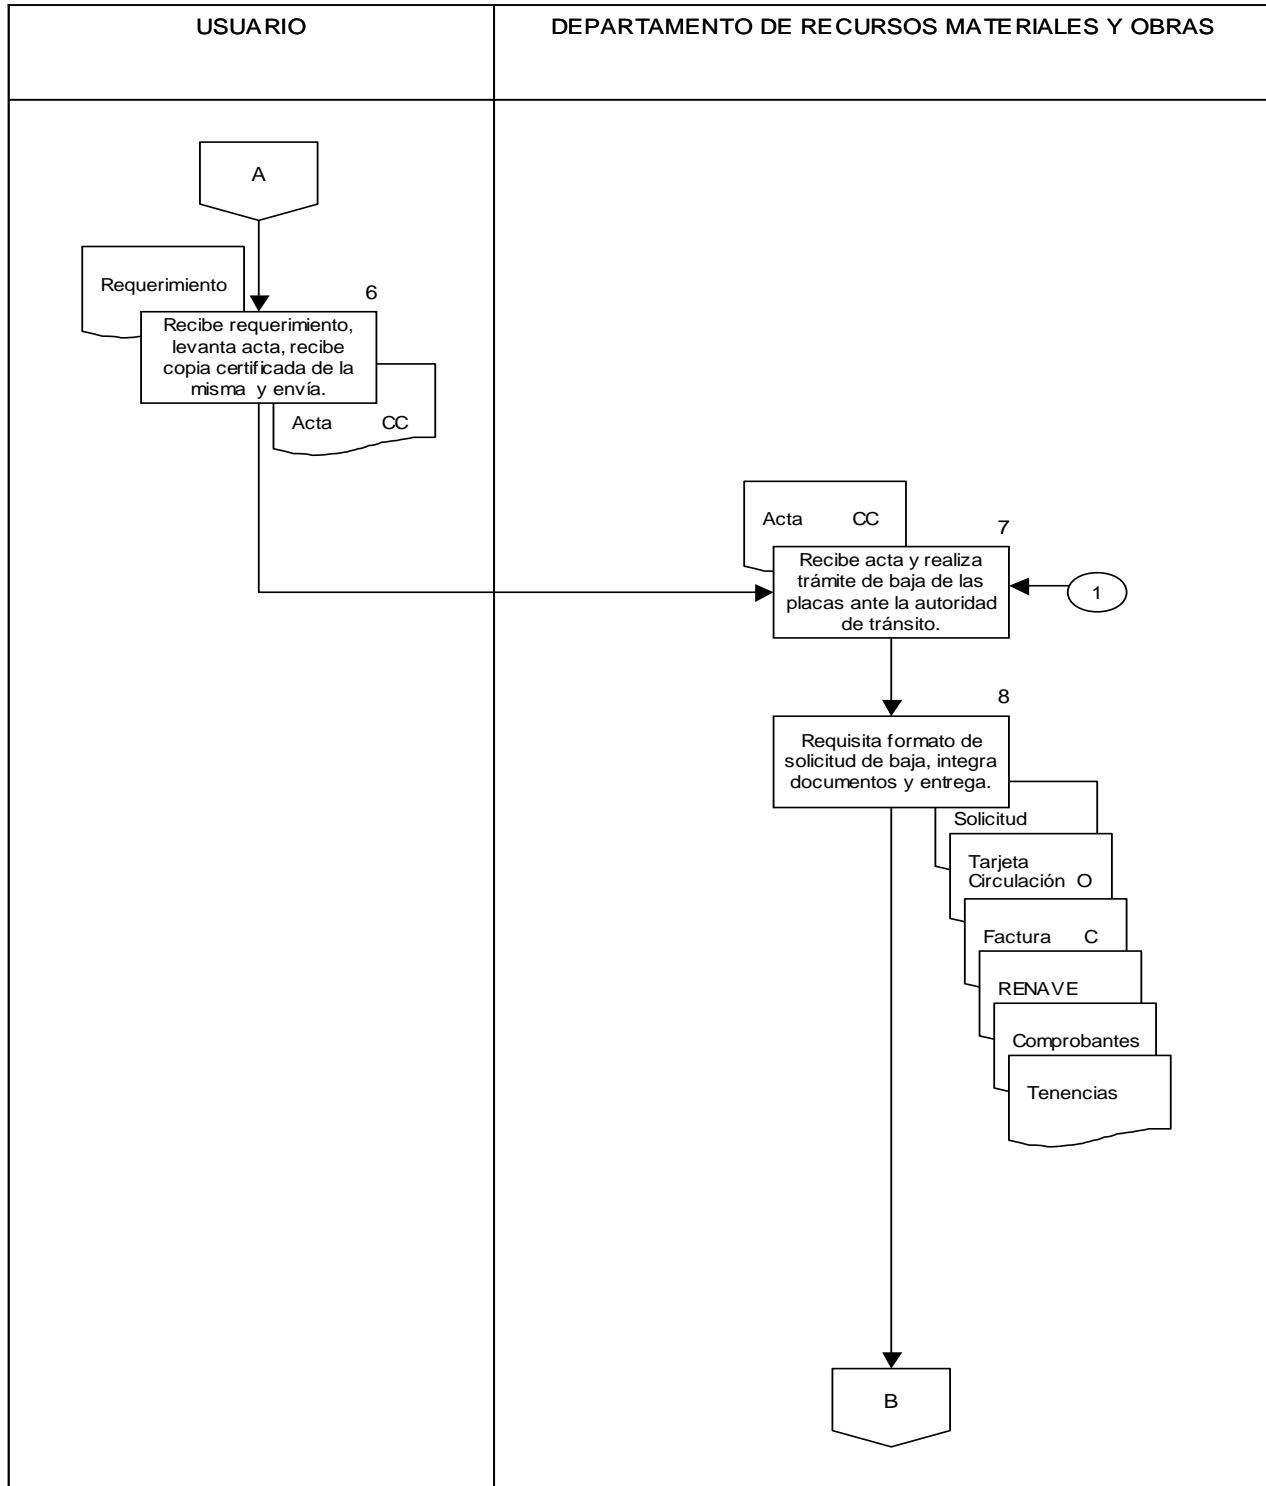 USUARIO
DEPARTAMENTO DE RECURSOS MATERIALES Y OBRAS
A
Requerimiento
6
Recibe requerimiento,
levanta acta, recibe
copia certificada de la
misma y envía.
Acta CC
Acta CC
7
Recibe acta y realiza
trámite de baja de las
placas ante la autoridad
de tránsito.
1
8
Requisita formato de
solicitud de baja, integra
documentos y entrega.
Solicitud
Tarjeta
Circulación O
Factura C
RENAVE
Comprobantes
Tenencias
B